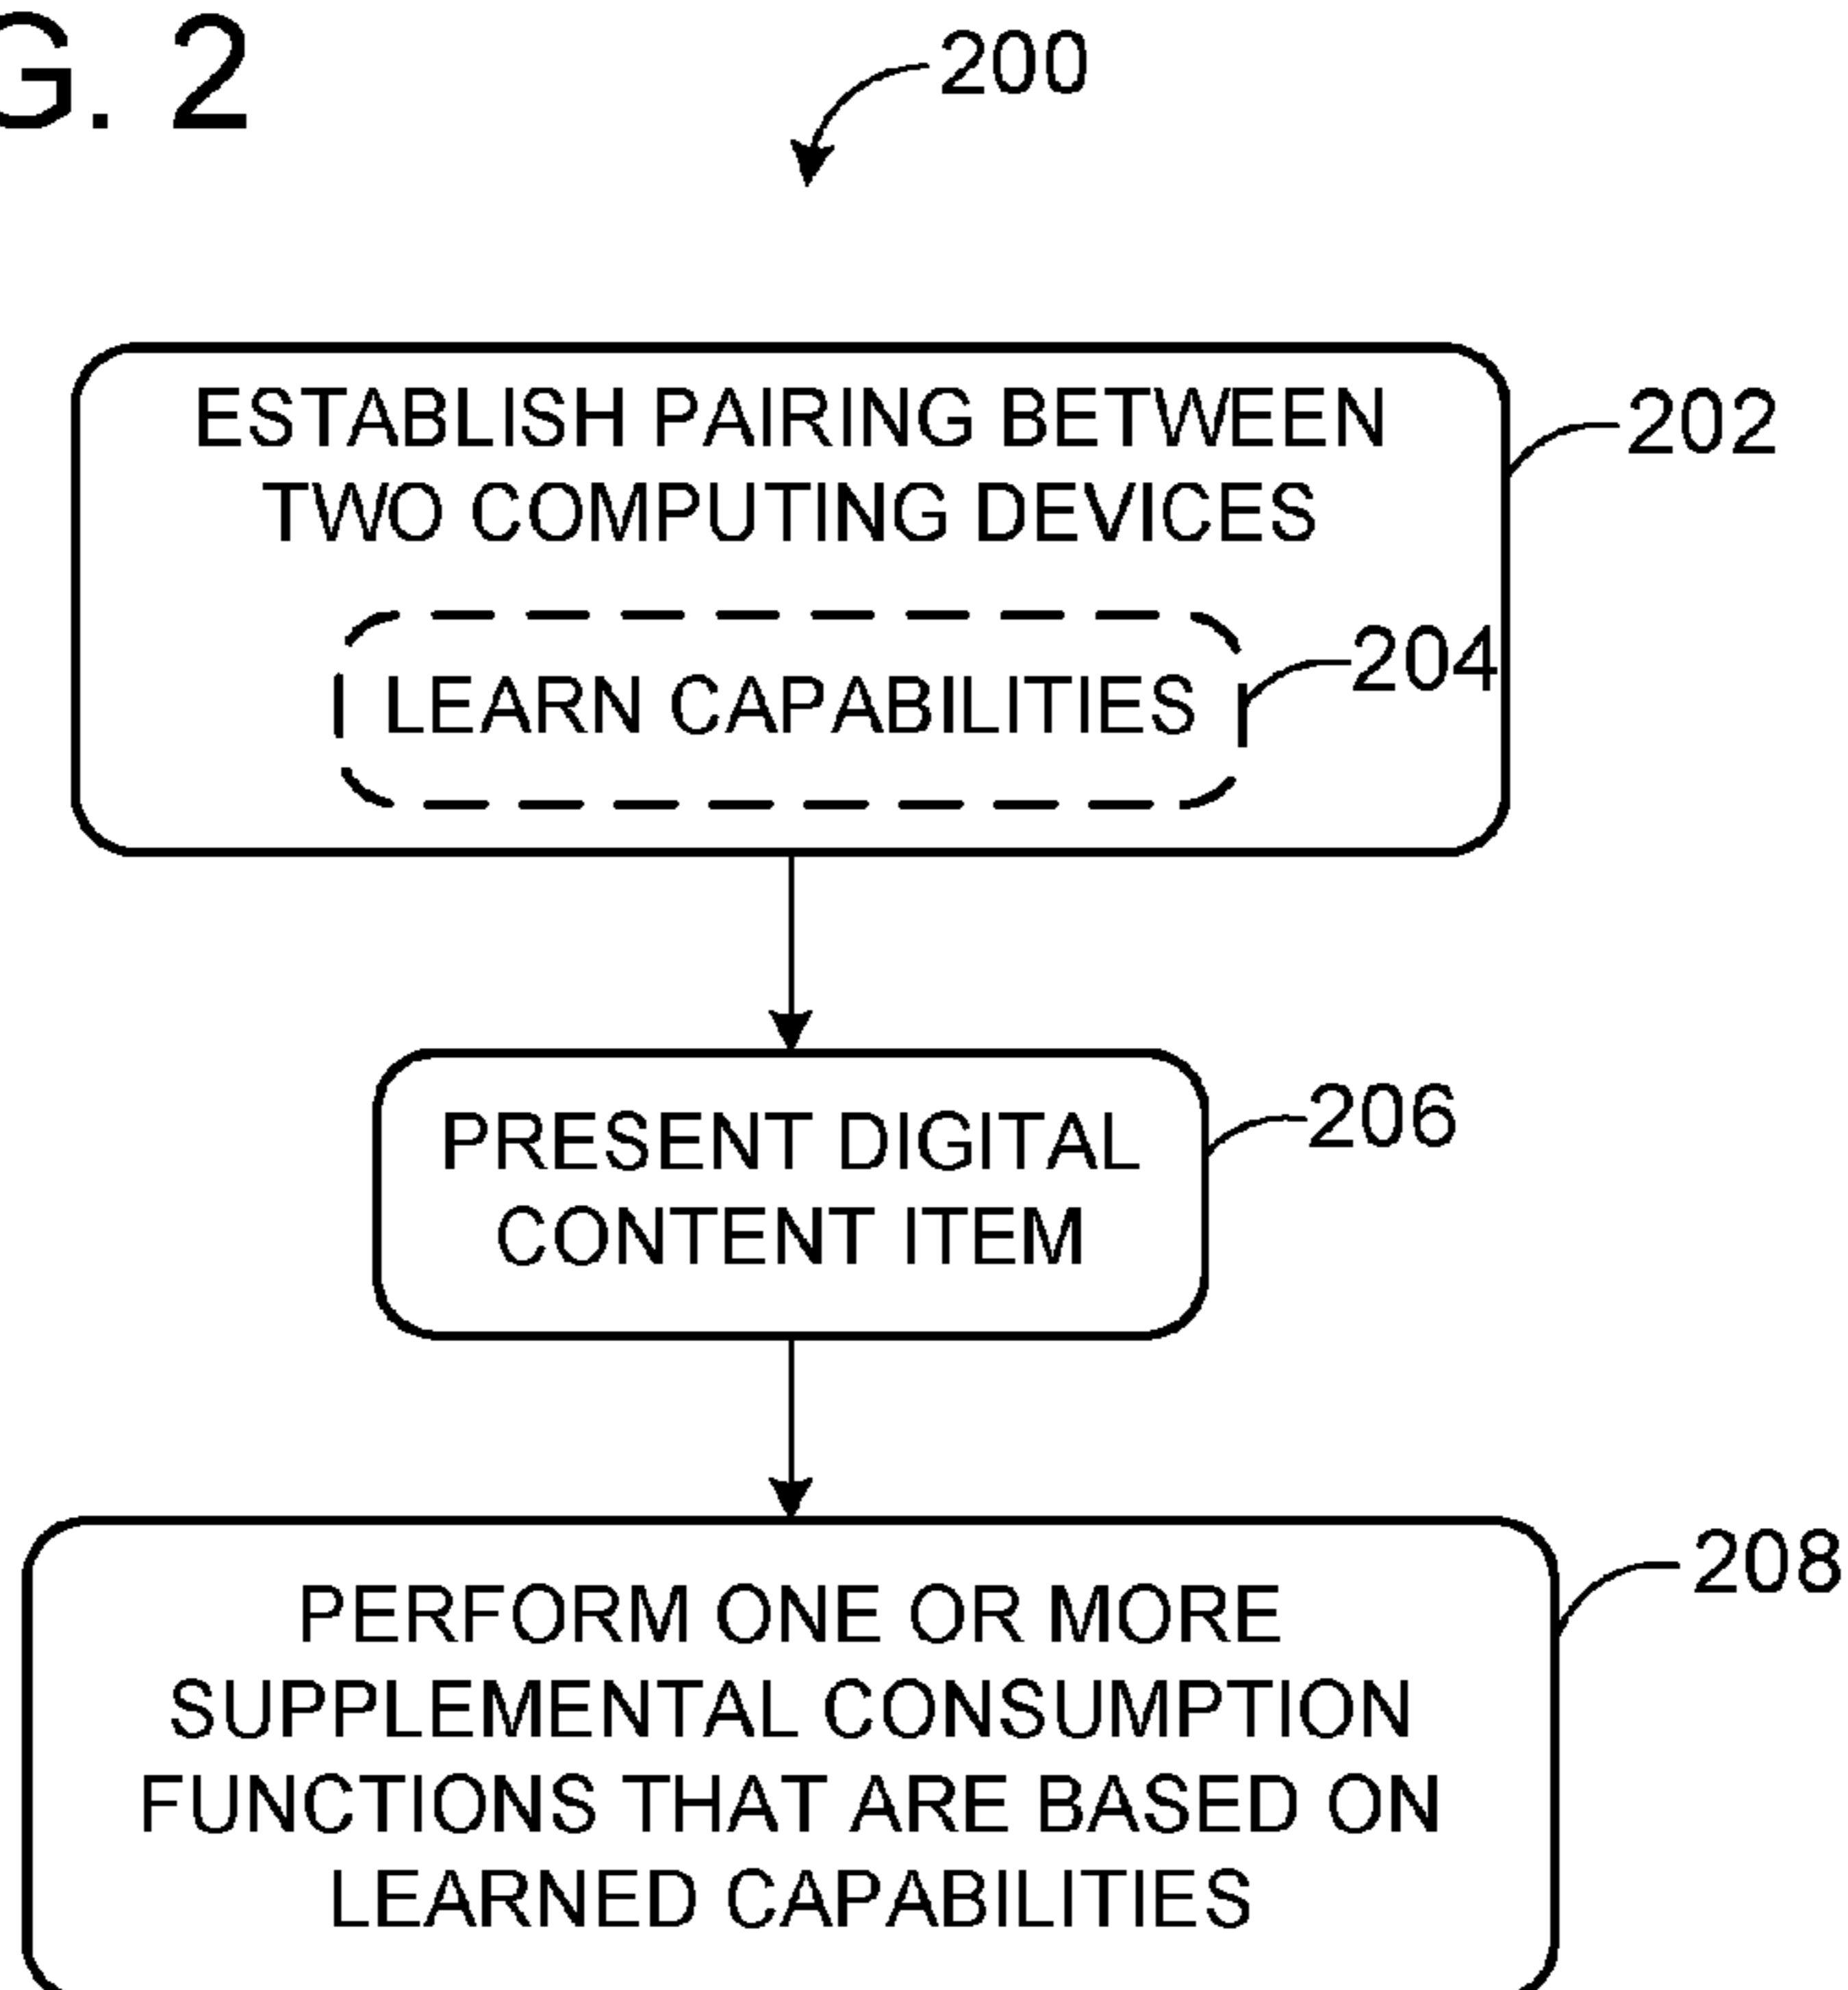 G. 2
200
ESTABLISH PAIRING BETWEEN
TWO COMPUTING DEVICES
202
LEARN CAPABILITIES
204
PRESENT DIGITAL
CONTENT ITEM
206
PERFORM ONE OR MORE
SUPPLEMENTAL CONSUMPTION
FUNCTIONS THAT ARE BASED ON
LEARNED CAPABILITIES
208